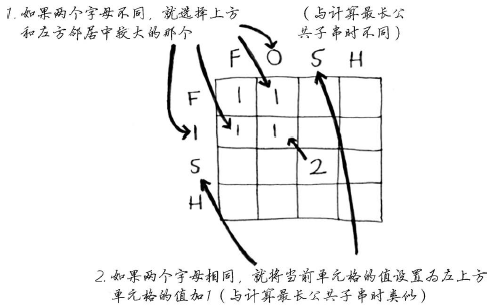 1. 如果两个字母不同，就选择上方 （与计算最长公
和左方邻居中较大的那个 共子串时不同）
F O S H
F 1 1
I 1 1
S 2
H
2. 如果两个字母相同，就将当前单元格的值设置为左上方
单元格的值加1（与计算最长公共子串时类似）